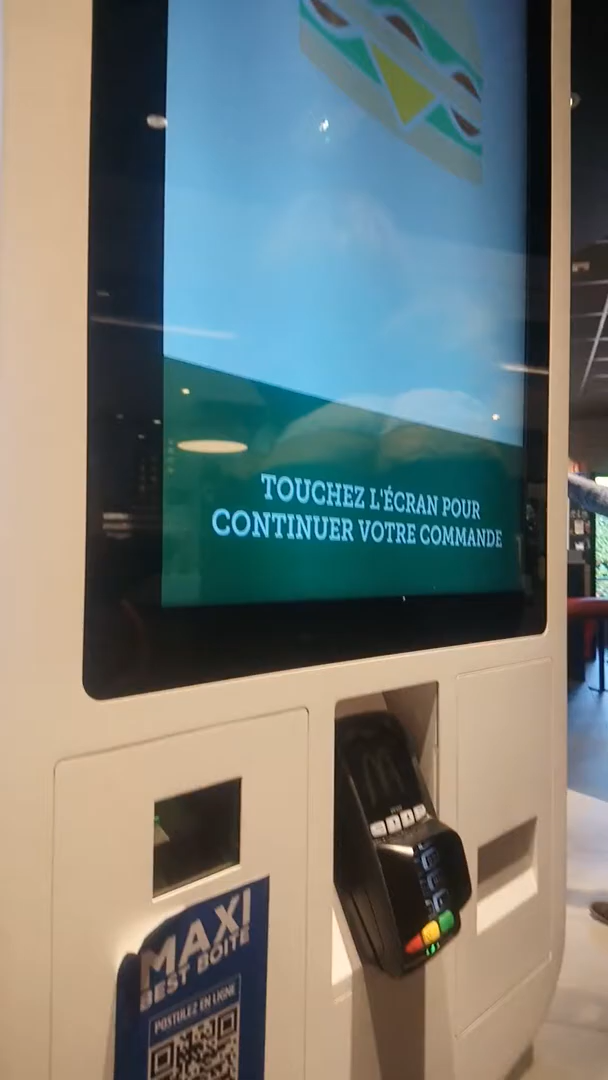 TOUCHEZ L'ÉCRAN POUR
CONTINUER VOTRE COMMANDE
MAXI
BEST BOITE
POSTULEZ EN LIGNE